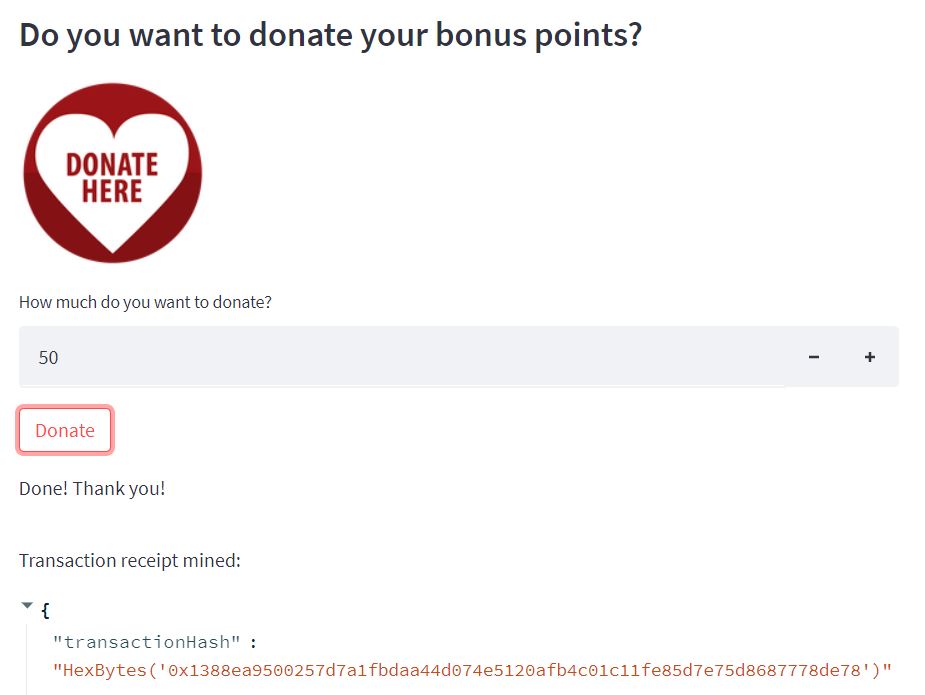 Do you want to donate your bonus points?
DONATE
HERE
How much do you want to donate?
50 − +
Donate
Done! Thank you!
Transaction receipt mined:
{
"transactionHash" :
"HexBytes('0x1388ea9500257d7a1fbdaa44d074e5120afb4c01c11fe85d7e75d8687778de78')"